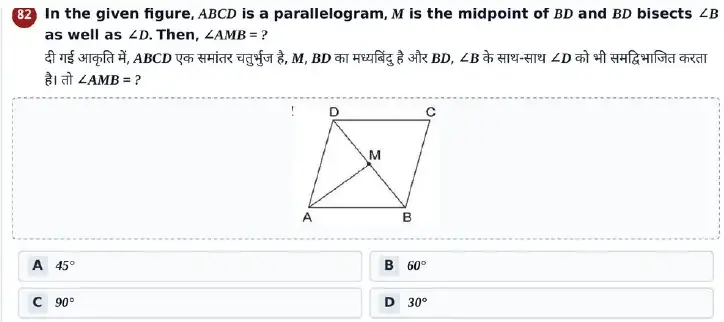 82 In the given figure, ABCD is a parallelogram, M is the midpoint of BD and BD bisects ∠B
as well as ∠D. Then, ∠AMB = ?
दी गई आकृति में, ABCD एक समांतर चतुर्भुज है, M, BD का मध्यबिंदु है और BD, ∠B के साथ-साथ ∠D को भी समद्विभाजित करता
है। तो ∠AMB = ?
D C
M
A B
A 45° B 60°
C 90° D 30°